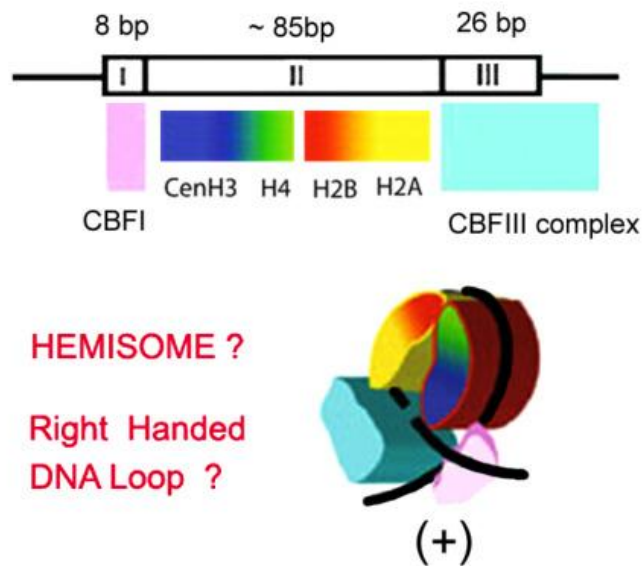 8 bp ~ 85bp 26 bp
I II III
CenH3 H4 H2B H2A
CBFI CBFIII complex
HEMISOME ?
Right Handed
DNA Loop ?
(+)